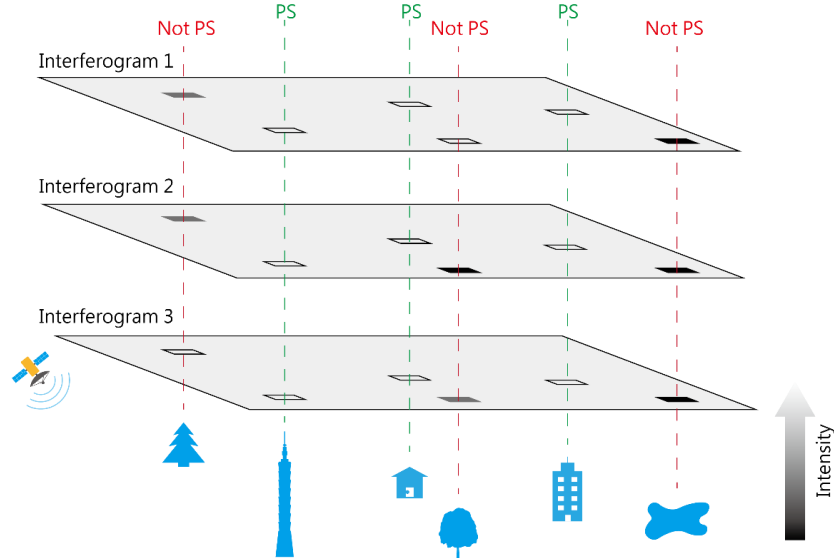 PS
PS
PS
Not PS
Not PS
Not PS
Interferogram 1
Interferogram 2
Interferogram 3
Intensity